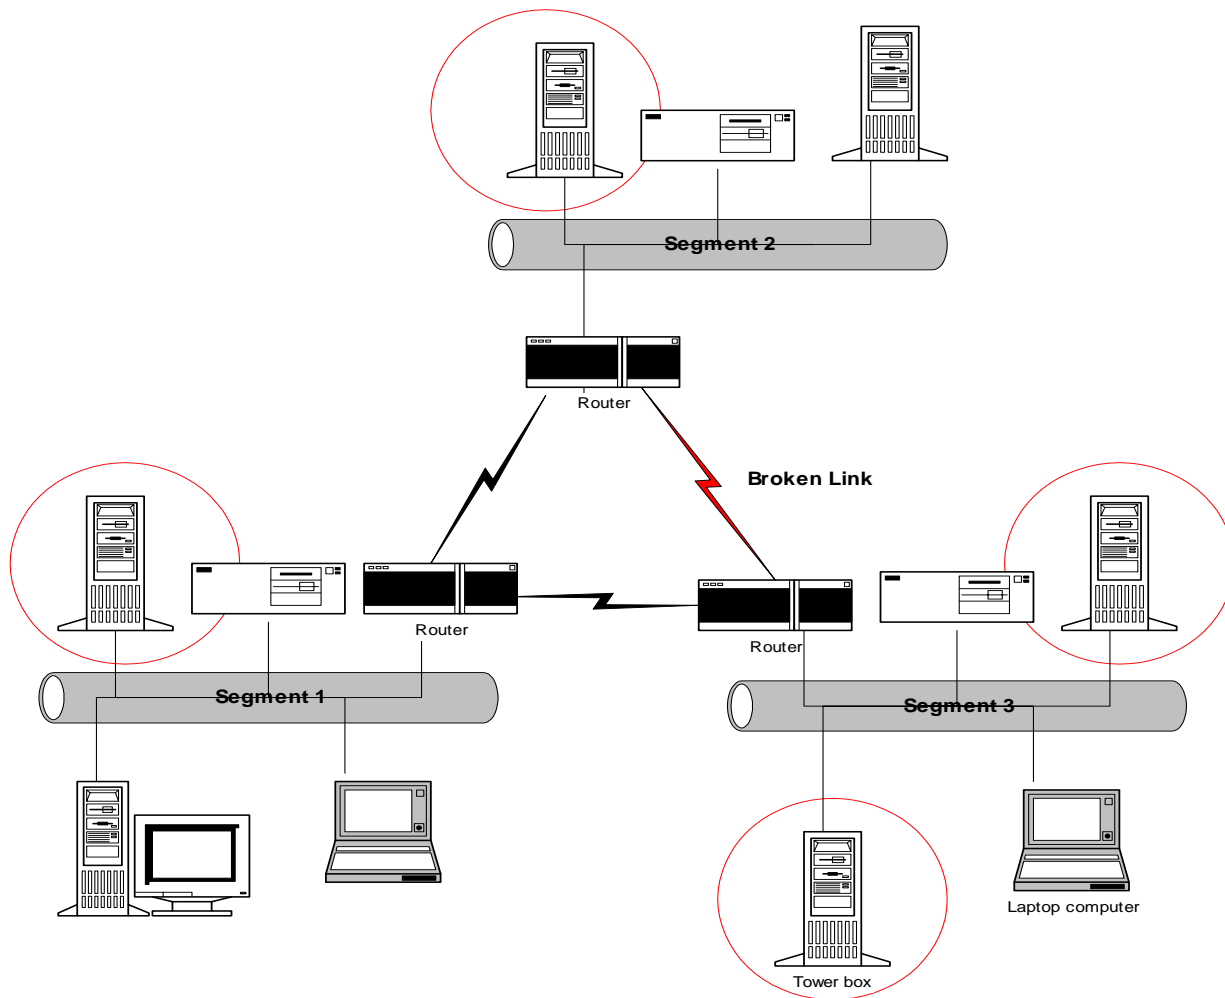 Segment 2
Router
Broken Link
Router
Router
Segment 1
Segment 3
Laptop computer
Tower box